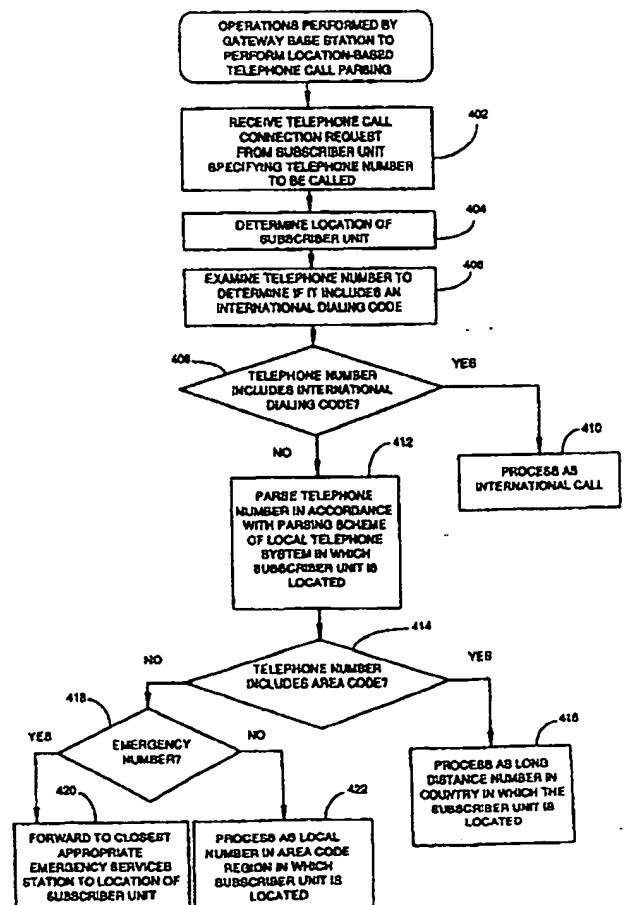 OPERATIONS PERFORMED BY
GATEWAY BASE STATION TO
PERFORM LOCATION-BASED
TELEPHONE CALL PARSING
RECEIVE TELEPHONE CALL
CONNECTION REQUEST
FROM SUBSCRIBER UNIT
SPECIFYING TELEPHONE NUMBER
TO BE CALLED
402
DETERMINE LOCATION OF
SUBSCRIBER UNIT
404
EXAMINE TELEPHONE NUMBER TO
DETERMINE IF IT INCLUDES AN
INTERNATIONAL DIALING CODE
406
408
TELEPHONE NUMBER
INCLUDES INTERNATIONAL
DIALING CODE?
YES
NO
410
PROCESS AS
INTERNATIONAL CALL
412
PARSE TELEPHONE
NUMBER IN ACCORDANCE
WITH PARSING SCHEME
OF LOCAL TELEPHONE
SYSTEM IN WHICH
SUBSCRIBER UNIT IS
LOCATED
414
TELEPHONE NUMBER
INCLUDES AREA CODE?
NO
YES
416
PROCESS AS LONG
DISTANCE NUMBER IN
COUNTRY IN WHICH THE
SUBSCRIBER UNIT IS
LOCATED
418
EMERGENCY
NUMBER?
YES
NO
420
FORWARD TO CLOSEST
APPROPRIATE
EMERGENCY SERVICES
STATION TO LOCATION OF
SUBSCRIBER UNIT
422
PROCESS AS LOCAL
NUMBER IN AREA CODE
REGION IN WHICH
SUBSCRIBER UNIT IS
LOCATED